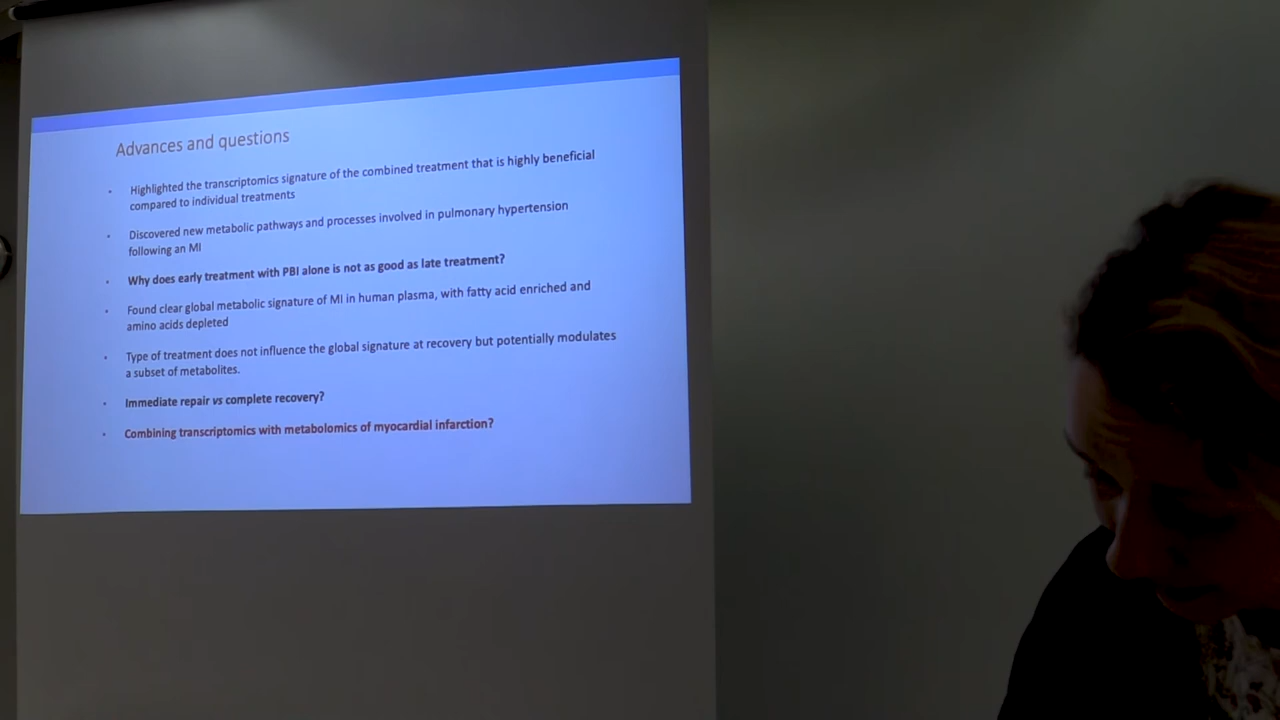 Advances and questions
Highlighted the transcriptomics signature of the combined treatment that is highly beneficial
compared to individual treatments
Discovered new metabolic pathways and processes involved in pulmonary hypertension
following an MI
Why does early treatment with PBI alone is not as good as late treatment?
Found clear global metabolic signature of MI in human plasma, with fatty acid enriched and
amino acids depleted
Type of treatment does not influence the global signature at recovery but potentially modulates
a subset of metabolites.
Immediate repair vs complete recovery?
Combining transcriptomics with metabolomics of myocardial infarction?